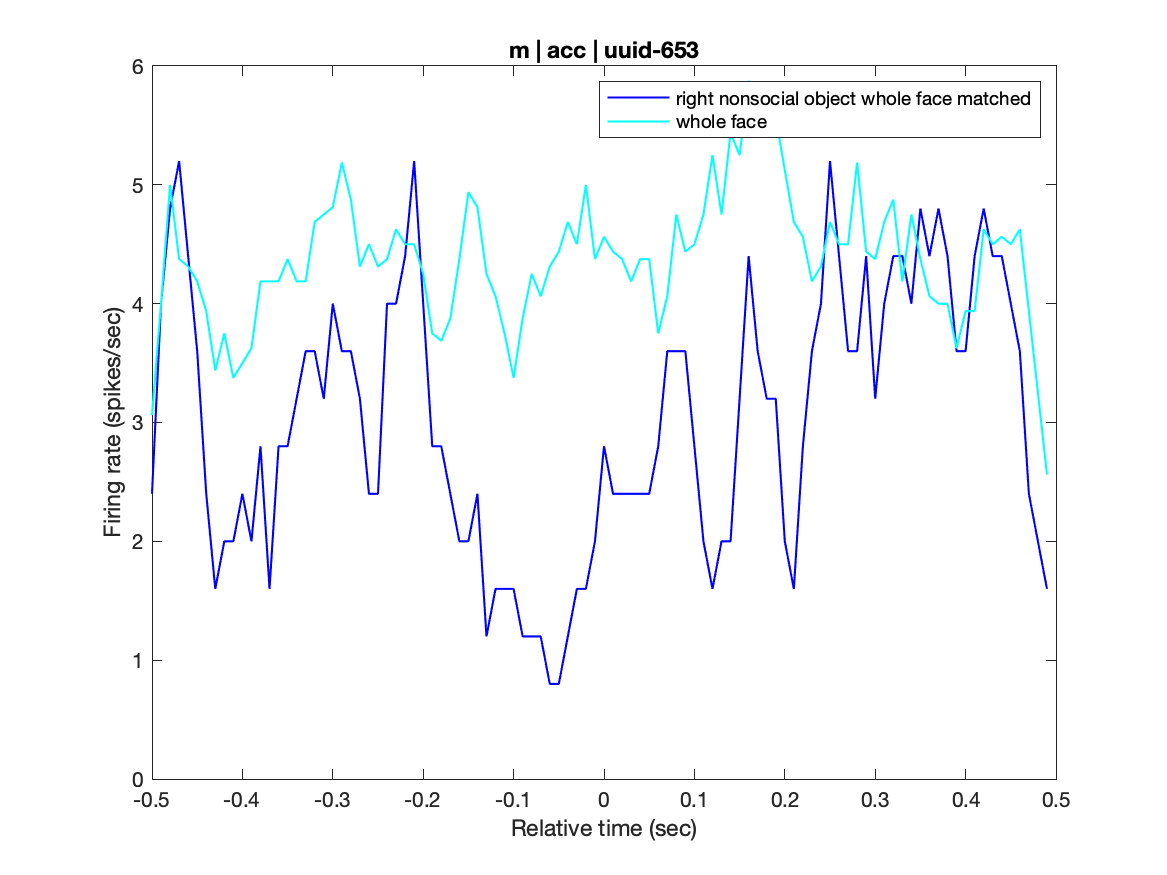 m | acc | uuid-653
right nonsocial object whole face matched
whole face
Firing rate (spikes/sec)
6
5
4
3
2
1
0
-0.5 -0.4 -0.3 -0.2 -0.1 0 0.1 0.2 0.3 0.4 0.5
Relative time (sec)